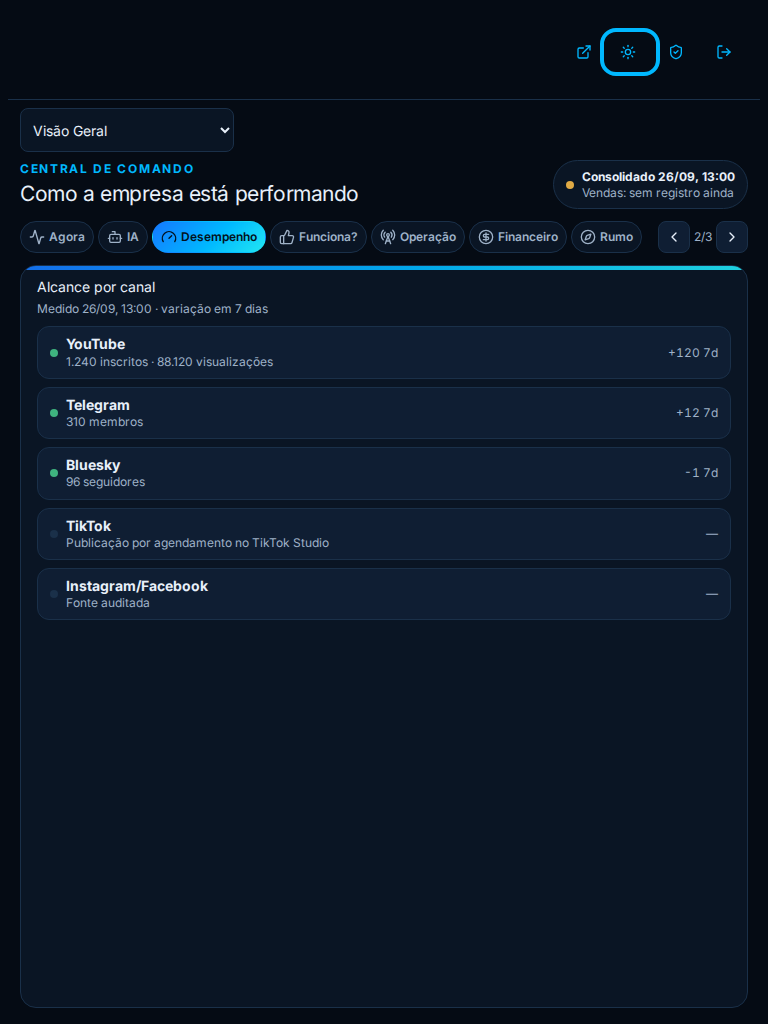 Visão Geral
CENTRAL DE COMANDO
Como a empresa está performando
Consolidado 26/09, 13:00
Vendas: sem registro ainda
Agora
IA
Desempenho
Funciona?
Operação
Financeiro
Rumo
2/3
Alcance por canal
Medido 26/09, 13:00 · variação em 7 dias
YouTube
1.240 inscritos · 88.120 visualizações
+120 7d
Telegram
310 membros
+12 7d
Bluesky
96 seguidores
-1 7d
TikTok
Publicação por agendamento no TikTok Studio
—
Instagram/Facebook
Fonte auditada
—